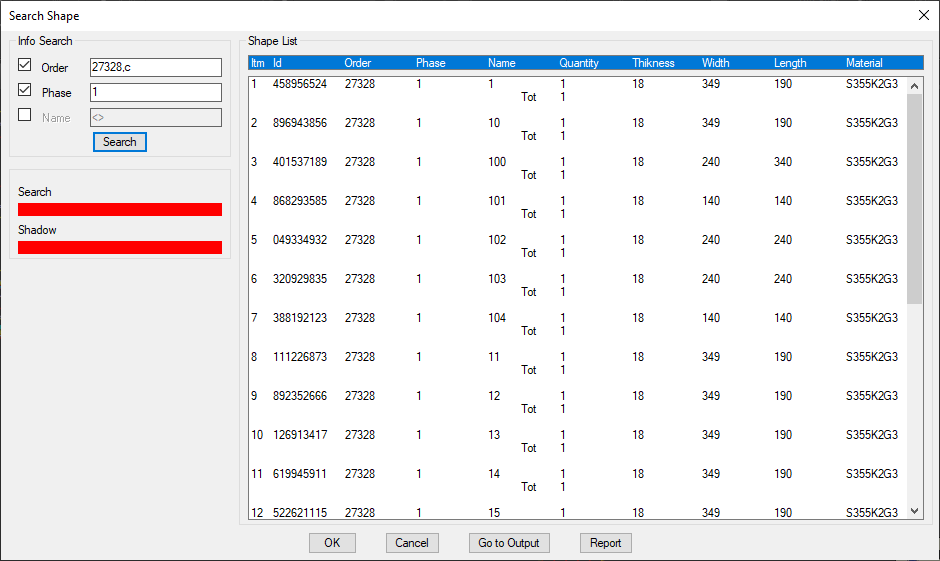 Search Shape
Info Search
Order 27328,c
Phase 1
Name <>
Search
Search
Shadow
Shape List
Itm Id Order Phase Name Quantity Thikness Width Length Material
1 458956524 27328 1 1 1 18 349 190 S355K2G3
Tot 1
2 896943856 27328 1 10 1 18 349 190 S355K2G3
Tot 1
3 401537189 27328 1 100 1 18 240 340 S355K2G3
Tot 1
4 868293585 27328 1 101 1 18 140 140 S355K2G3
Tot 1
5 049334932 27328 1 102 1 18 240 240 S355K2G3
Tot 1
6 320929835 27328 1 103 1 18 240 240 S355K2G3
Tot 1
7 388192123 27328 1 104 1 18 140 140 S355K2G3
Tot 1
8 111226873 27328 1 11 1 18 349 190 S355K2G3
Tot 1
9 892352666 27328 1 12 1 18 349 190 S355K2G3
Tot 1
10 126913417 27328 1 13 1 18 349 190 S355K2G3
Tot 1
11 619945911 27328 1 14 1 18 349 190 S355K2G3
Tot 1
12 522621115 27328 1 15 1 18 349 190 S355K2G3
OK Cancel Go to Output Report